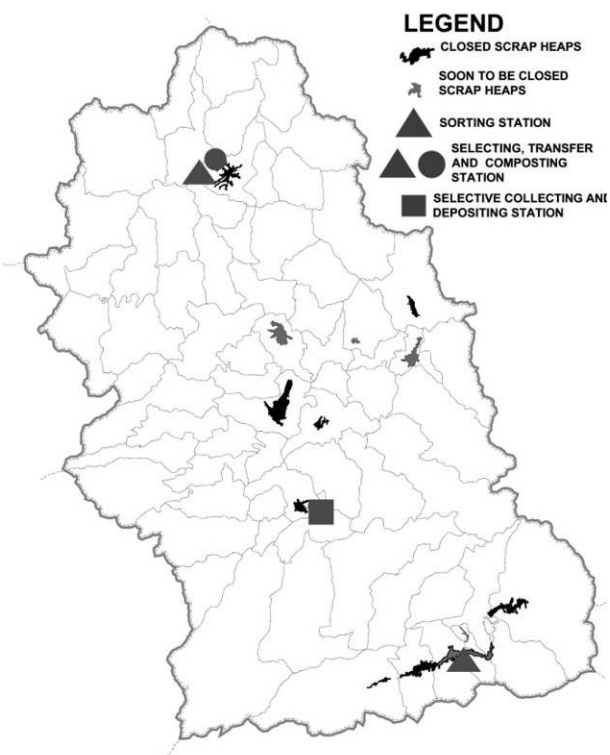 LEGEND
CLOSED SCRAP HEAPS
SOON TO BE CLOSED
SCRAP HEAPS
SORTING STATION
SELECTING, TRANSFER
AND COMPOSTING
STATION
SELECTIVE COLLECTING AND
DEPOSITING STATION